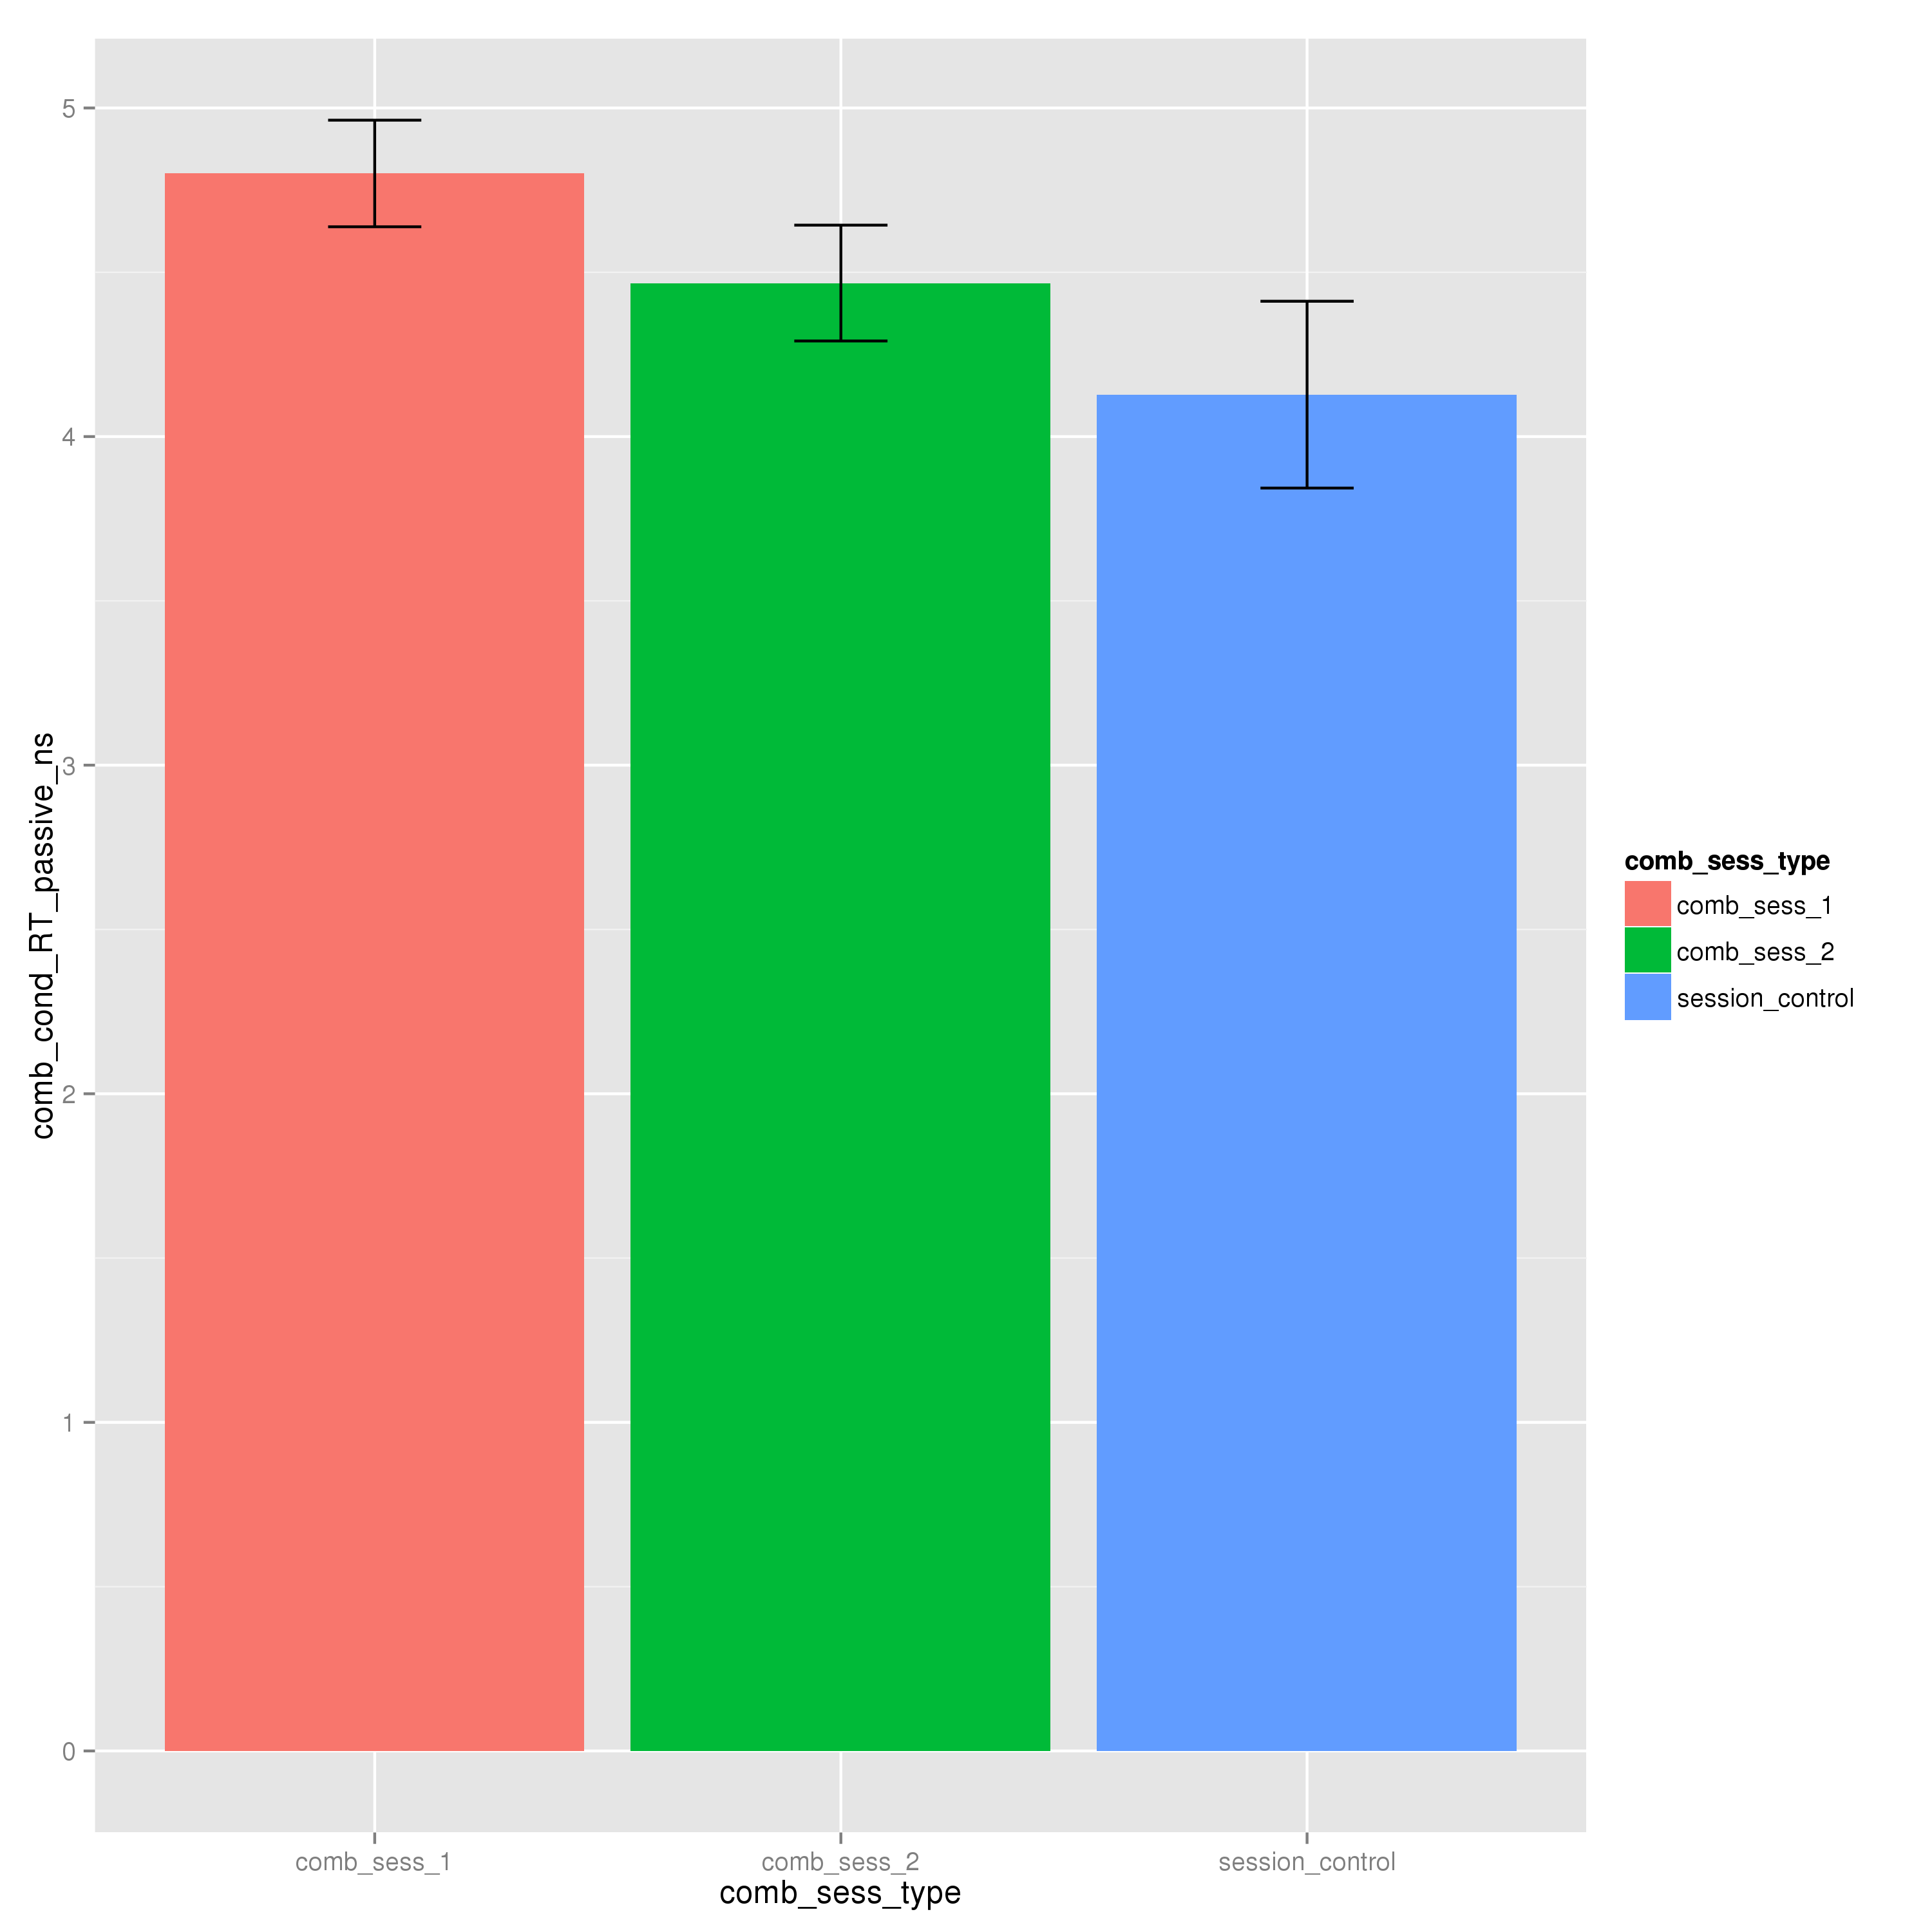 comb_cond_RT_passive_ns
5
4
3
2
1
0
comb_sess_1
comb_sess_2
session_control
comb_sess_type
comb_sess_type
comb_sess_1
comb_sess_2
session_control